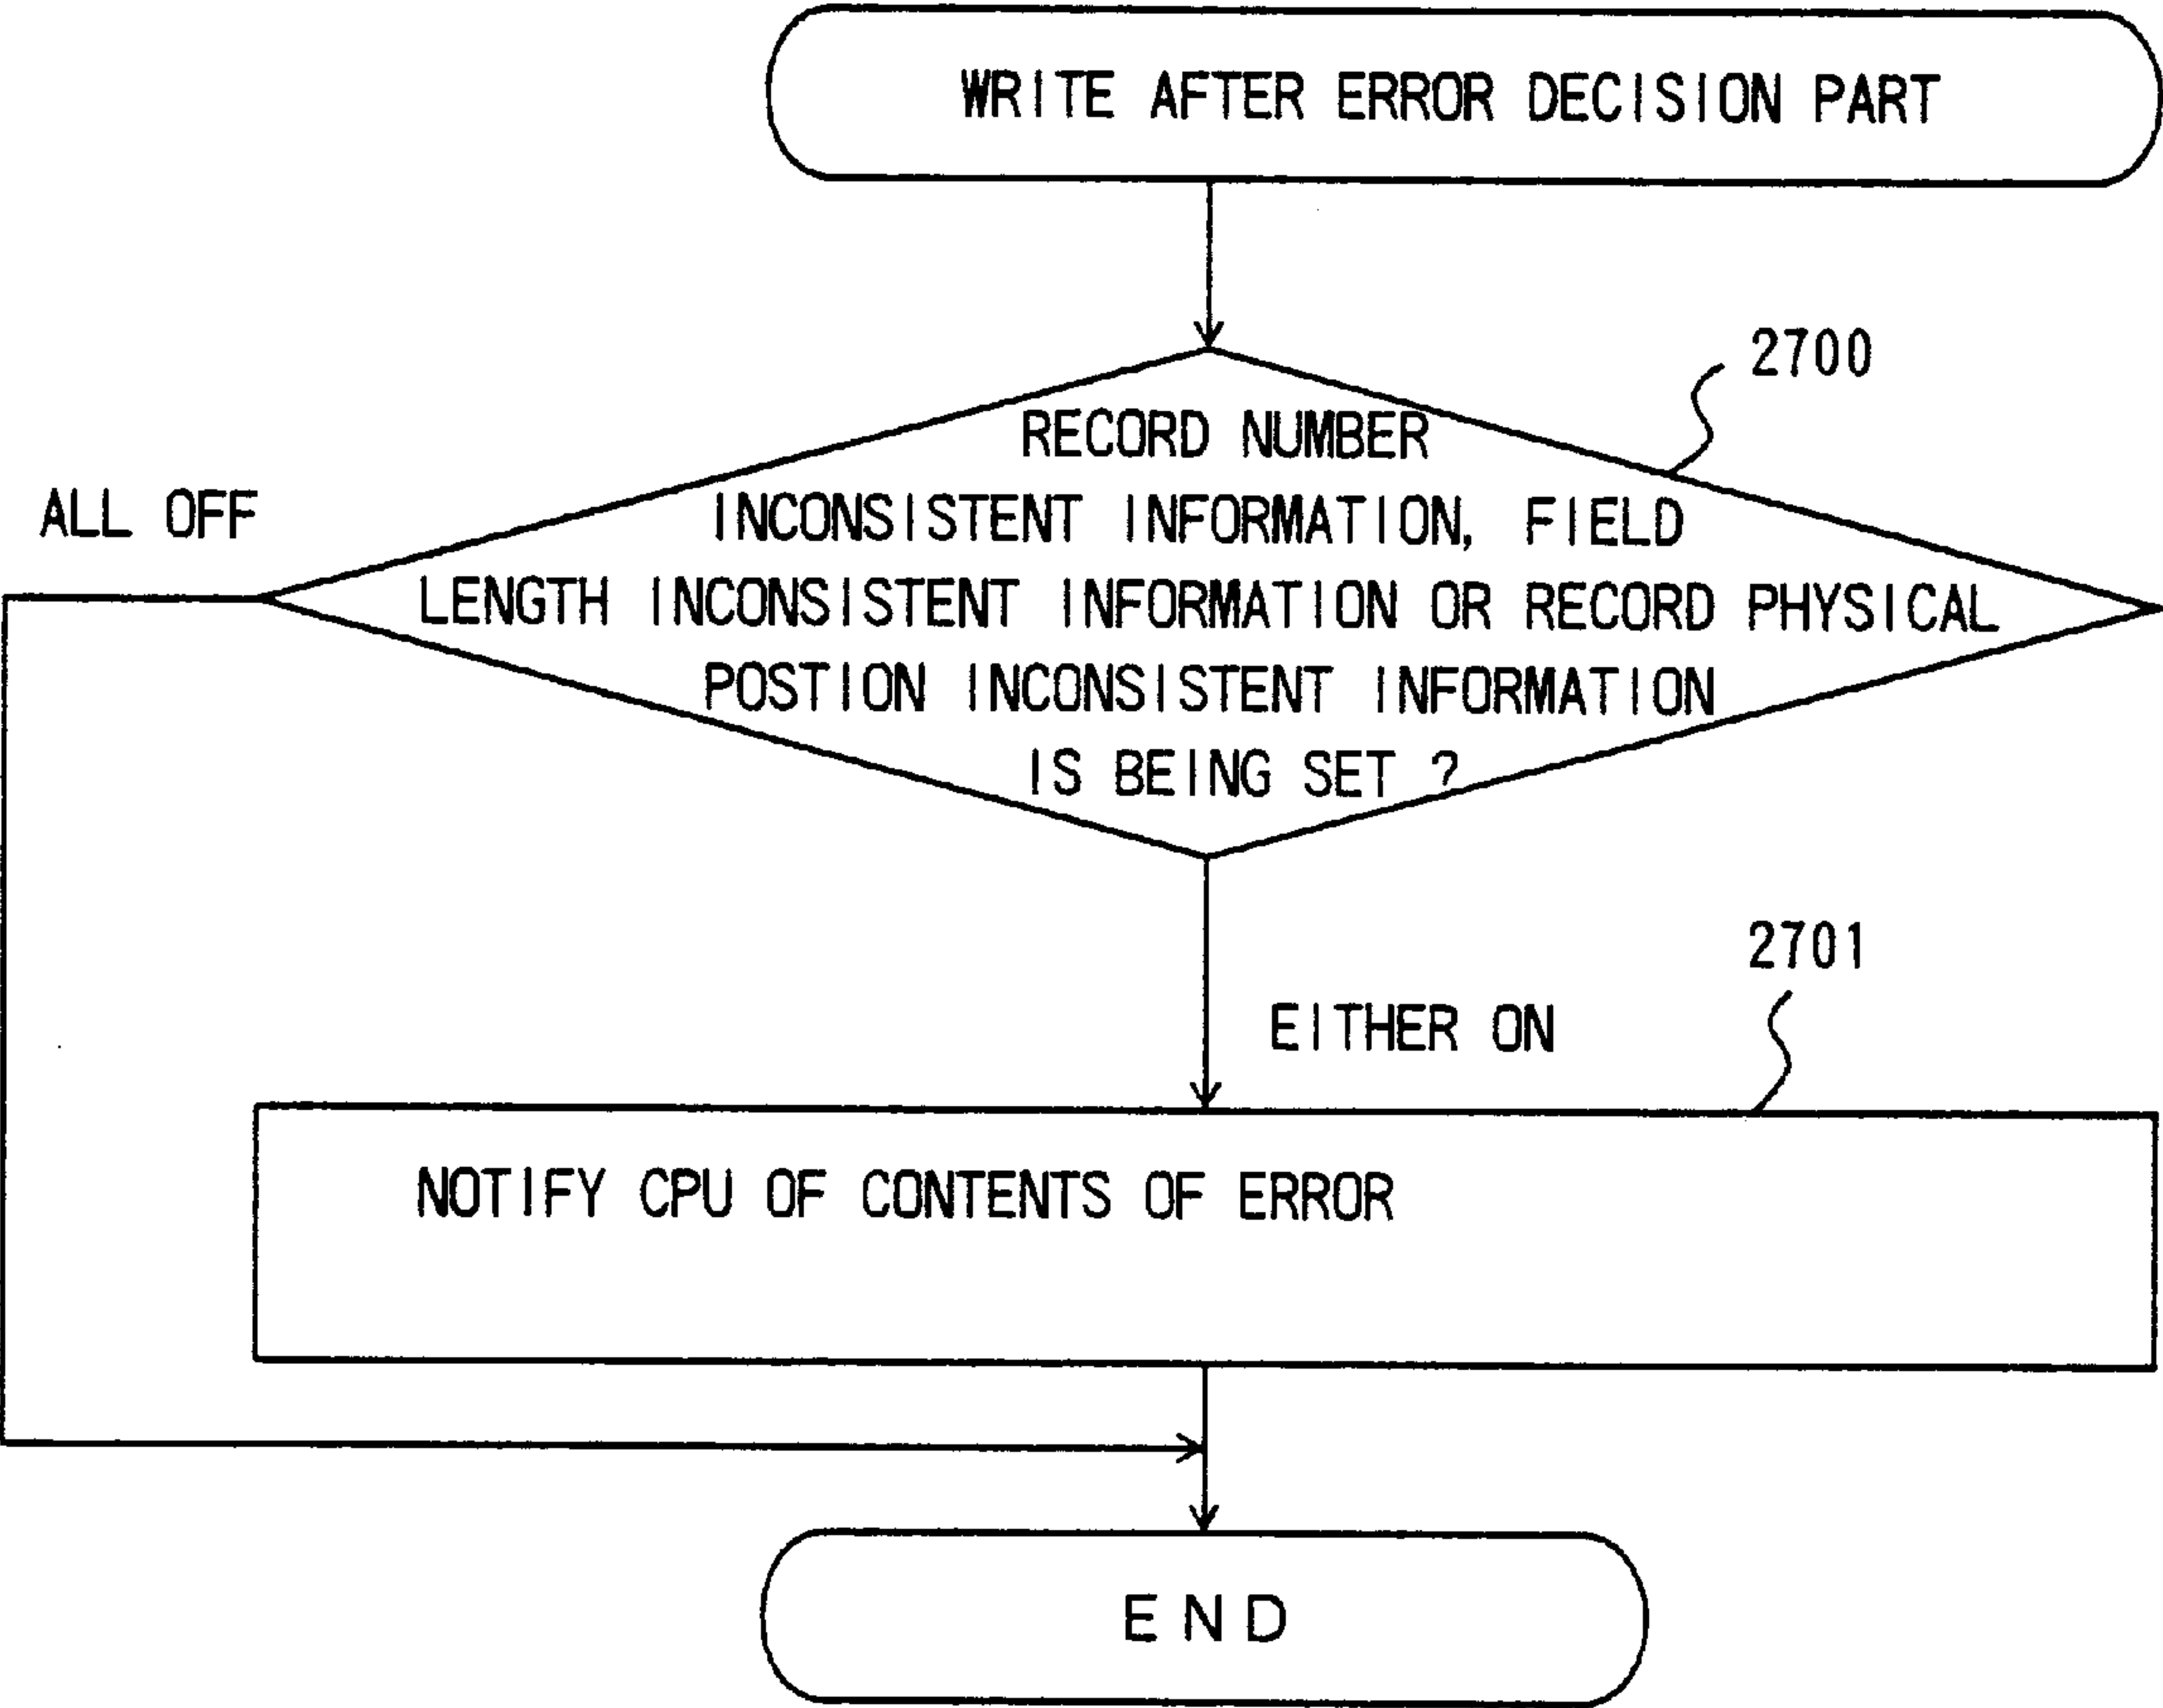 WRITE AFTER ERROR DECISION PART
2700
RECORD NUMBER
INCONSISTENT INFORMATION, FIELD
LENGTH INCONSISTENT INFORMATION OR RECORD PHYSICAL
POSTION INCONSISTENT INFORMATION
IS BEING SET ?
ALL OFF
EITHER ON
2701
NOTIFY CPU OF CONTENTS OF ERROR
END